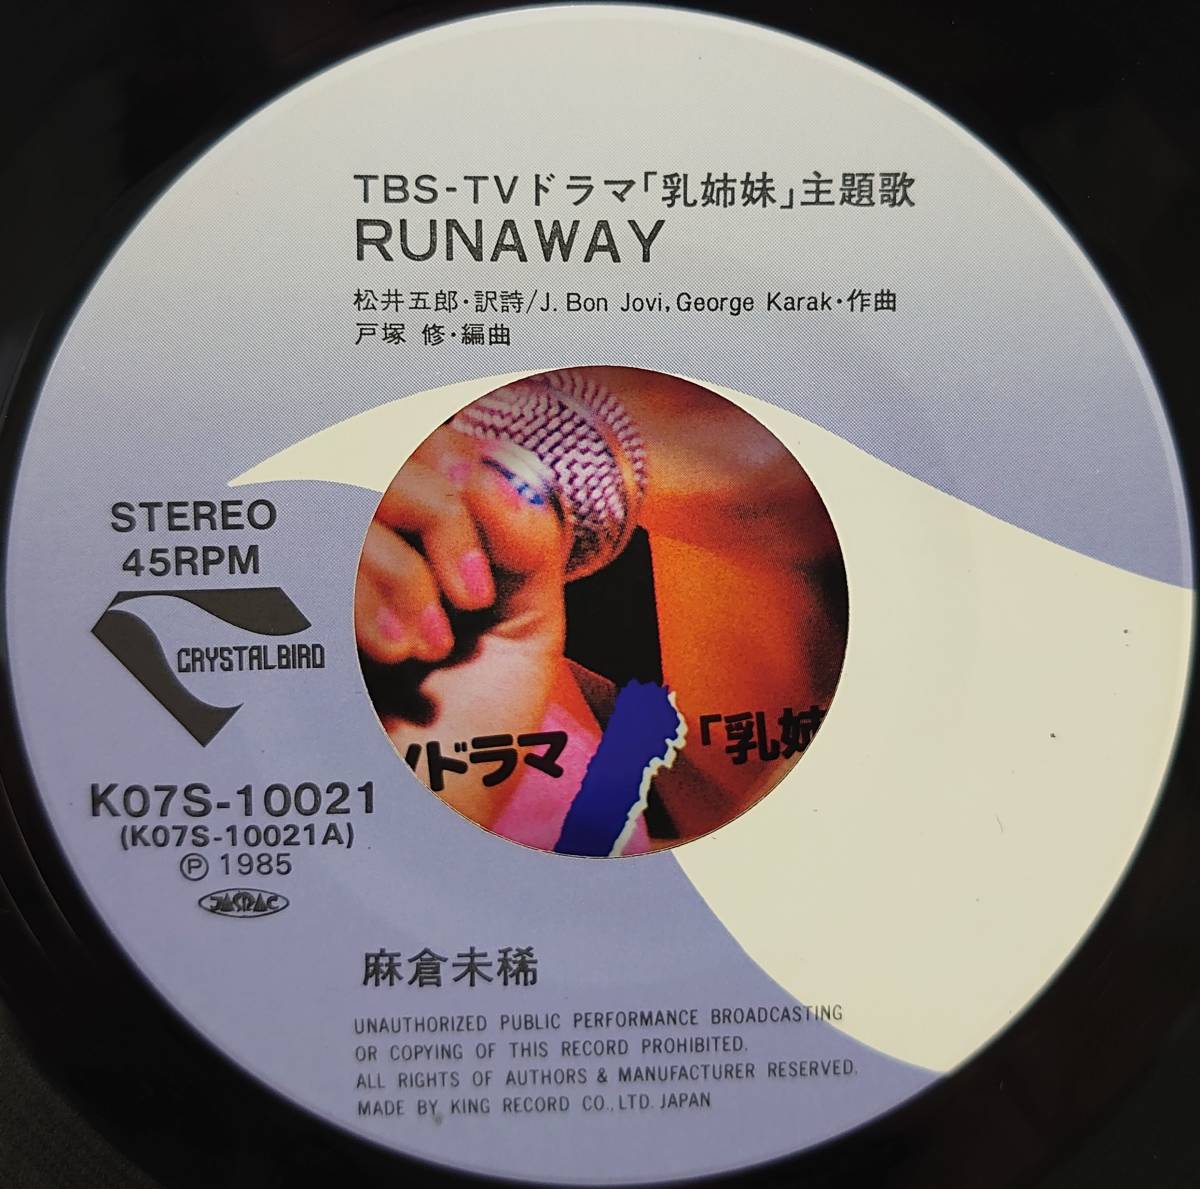 TBS-TVドラマ「乳姉妹」主題歌
RUNAWAY
松井五郎・訳詩/J. Bon Jovi, George Karak・作曲
戸塚 修・編曲
STEREO
45RPM
CRYSTALBIRD
K07S-10021
(K07S-10021A)
Ⓟ 1985
JASRAC
ドラマ
「乳姉
麻倉未稀
UNAUTHORIZED PUBLIC PERFORMANCE BROADCASTING
OR COPYING OF THIS RECORD PROHIBITED.
ALL RIGHTS OF AUTHORS & MANUFACTURER RESERVED.
MADE BY KING RECORD CO., LTD. JAPAN